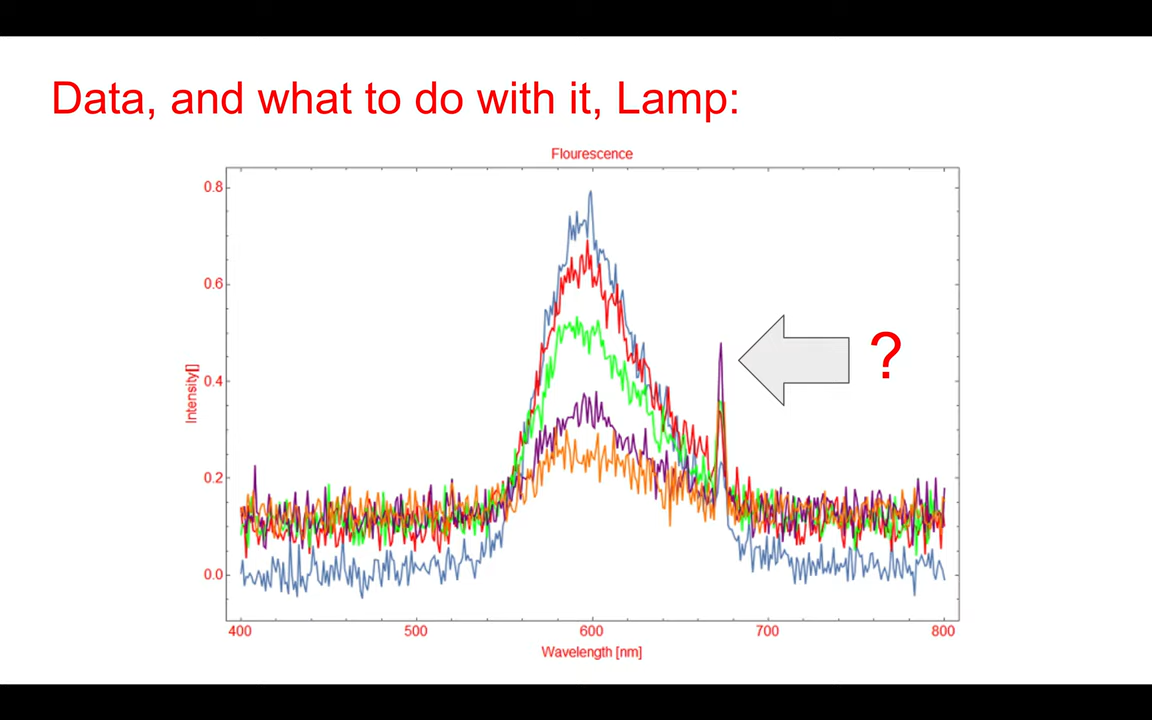 Data, and what to do with it, Lamp:
Flourescence
0.8
0.6
0.4
0.2
0.0
Intensity[]
?
400 500 600 700 800
Wavelength [nm]